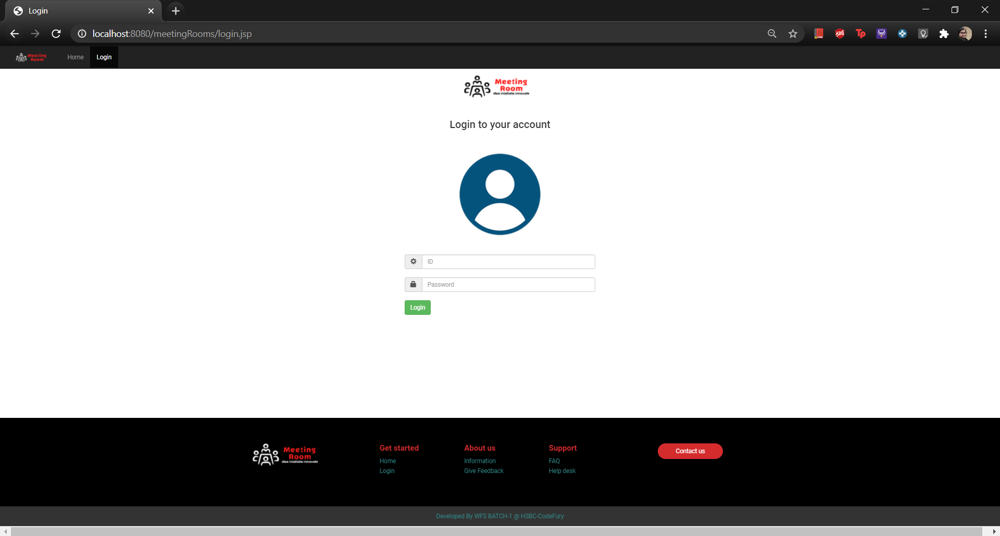 Login
localhost:8080/meetingRooms/login.jsp
Meeting
Room
Home
Login
Meeting
Room
idea.iniatiate.innovate
Login to your account
ID
Password
Login
Meeting
Room
idea.iniatiate.innovate
Get started
Home
Login
About us
Information
Give Feedback
Support
FAQ
Help desk
Contact us
Developed By WFS BATCH-1 @ HSBC-CodeFury